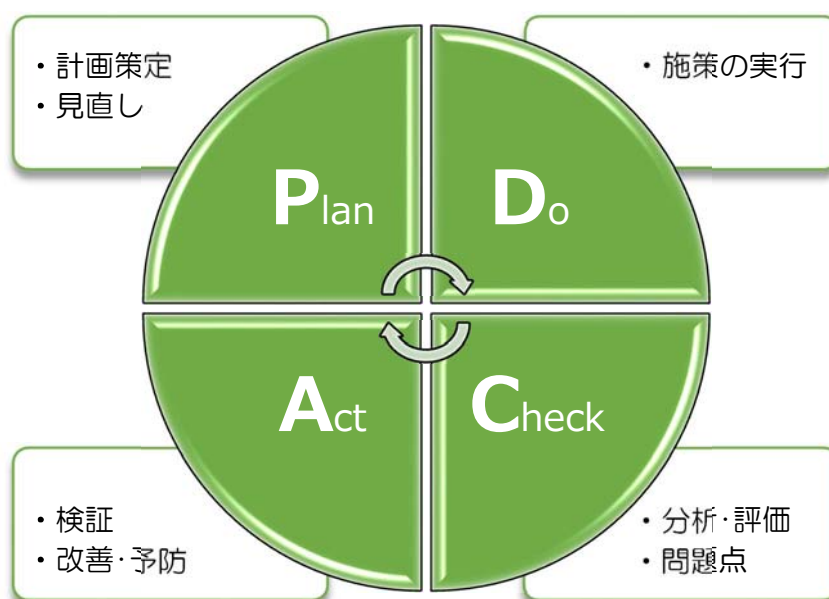 ・計画策定
・見直し
・施策の実行
Plan
Do
Act
Check
・検証
・改善・予防
・分析・評価
・問題点